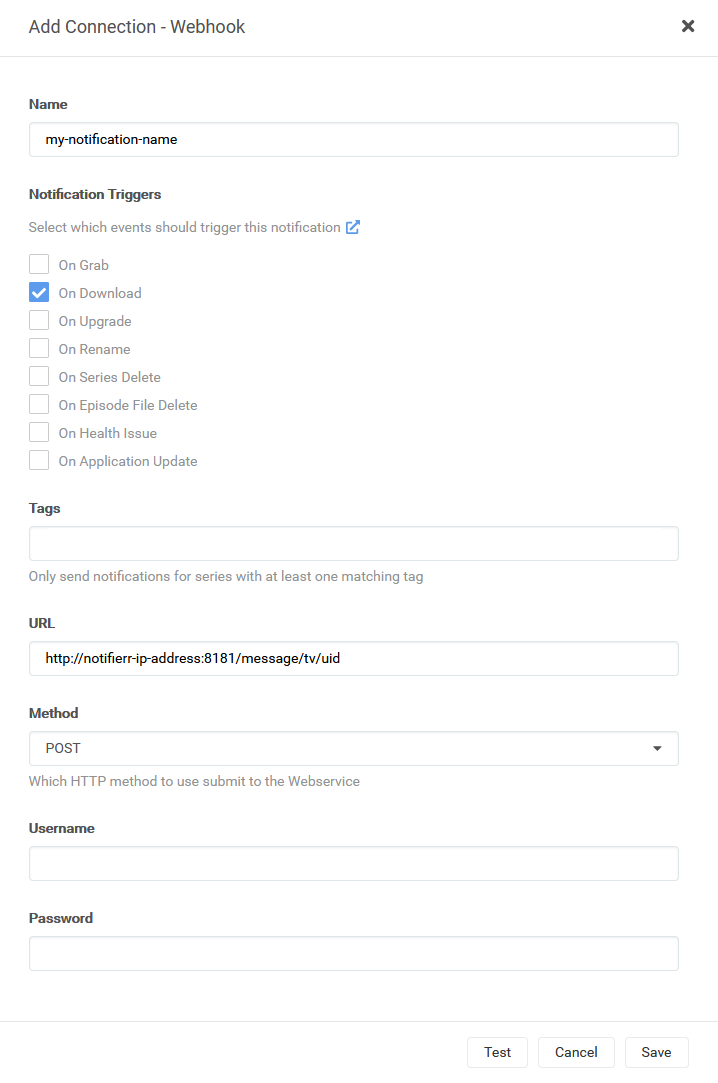 Add Connection - Webhook
Name
my-notification-name
Notification Triggers
Select which events should trigger this notification
On Grab
On Download
On Upgrade
On Rename
On Series Delete
On Episode File Delete
On Health Issue
On Application Update
Tags
Only send notifications for series with at least one matching tag
URL
http://notifierr-ip-address:8181/message/tv/uid
Method
POST
Which HTTP method to use submit to the Webservice
Username
Password
Test Cancel Save